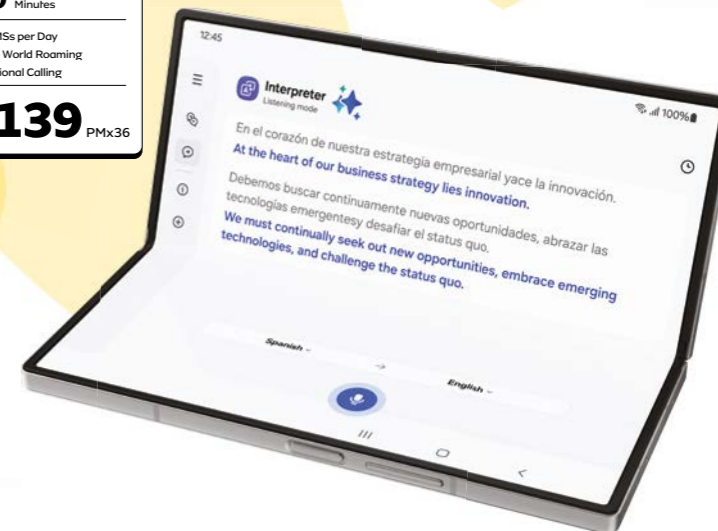 Minutes
per Day
World Roaming
Calling
139 PMx36
12:45
100%
Interpreter
Listening mode
En el corazón de nuestra estrategia empresarial yace la innovación.
At the heart of our business strategy lies innovation.
Debemos buscar continuamente nuevas oportunidades, abrazar las
tecnologías emergentesy desafiar el status quo.
We must continually seek out new opportunities, embrace emerging
technologies, and challenge the status quo.
Spanish
English